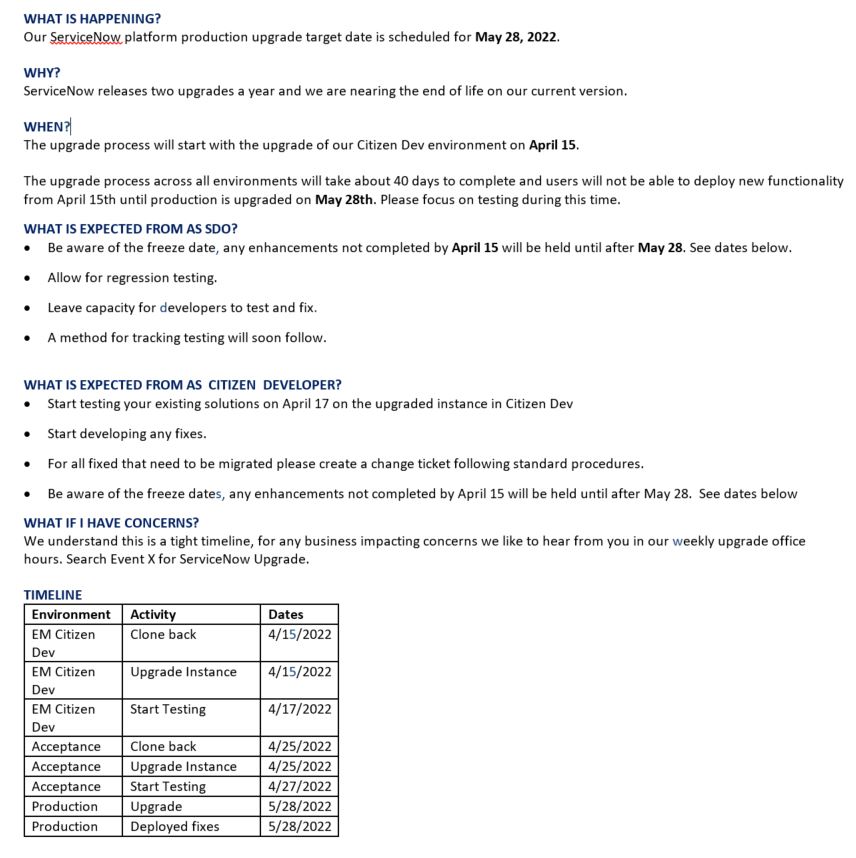 WHAT IS HAPPENING?
Our ServiceNow platform production upgrade target date is scheduled for May 28, 2022.
WHY?
ServiceNow releases two upgrades a year and we are nearing the end of life on our current version.
WHEN?
The upgrade process will start with the upgrade of our Citizen Dev environment on April 15.
The upgrade process across all environments will take about 40 days to complete and users will not be able to deploy new functionality
from April 15th until production is upgraded on May 28th. Please focus on testing during this time.
WHAT IS EXPECTED FROM AS SDO?
• Be aware of the freeze date, any enhancements not completed by April 15 will be held until after May 28. See dates below.
• Allow for regression testing.
• Leave capacity for developers to test and fix.
• A method for tracking testing will soon follow.
WHAT IS EXPECTED FROM AS CITIZEN DEVELOPER?
• Start testing your existing solutions on April 17 on the upgraded instance in Citizen Dev
• Start developing any fixes.
• For all fixed that need to be migrated please create a change ticket following standard procedures.
• Be aware of the freeze dates, any enhancements not completed by April 15 will be held until after May 28. See dates below
WHAT IF I HAVE CONCERNS?
We understand this is a tight timeline, for any business impacting concerns we like to hear from you in our weekly upgrade office
hours. Search Event X for ServiceNow Upgrade.
TIMELINE
Environment Activity Dates
EM Citizen Clone back 4/15/2022
Dev
EM Citizen Upgrade Instance 4/15/2022
Dev
EM Citizen Start Testing 4/17/2022
Dev
Acceptance Clone back 4/25/2022
Acceptance Upgrade Instance 4/25/2022
Acceptance Start Testing 4/27/2022
Production Upgrade 5/28/2022
Production Deployed fixes 5/28/2022